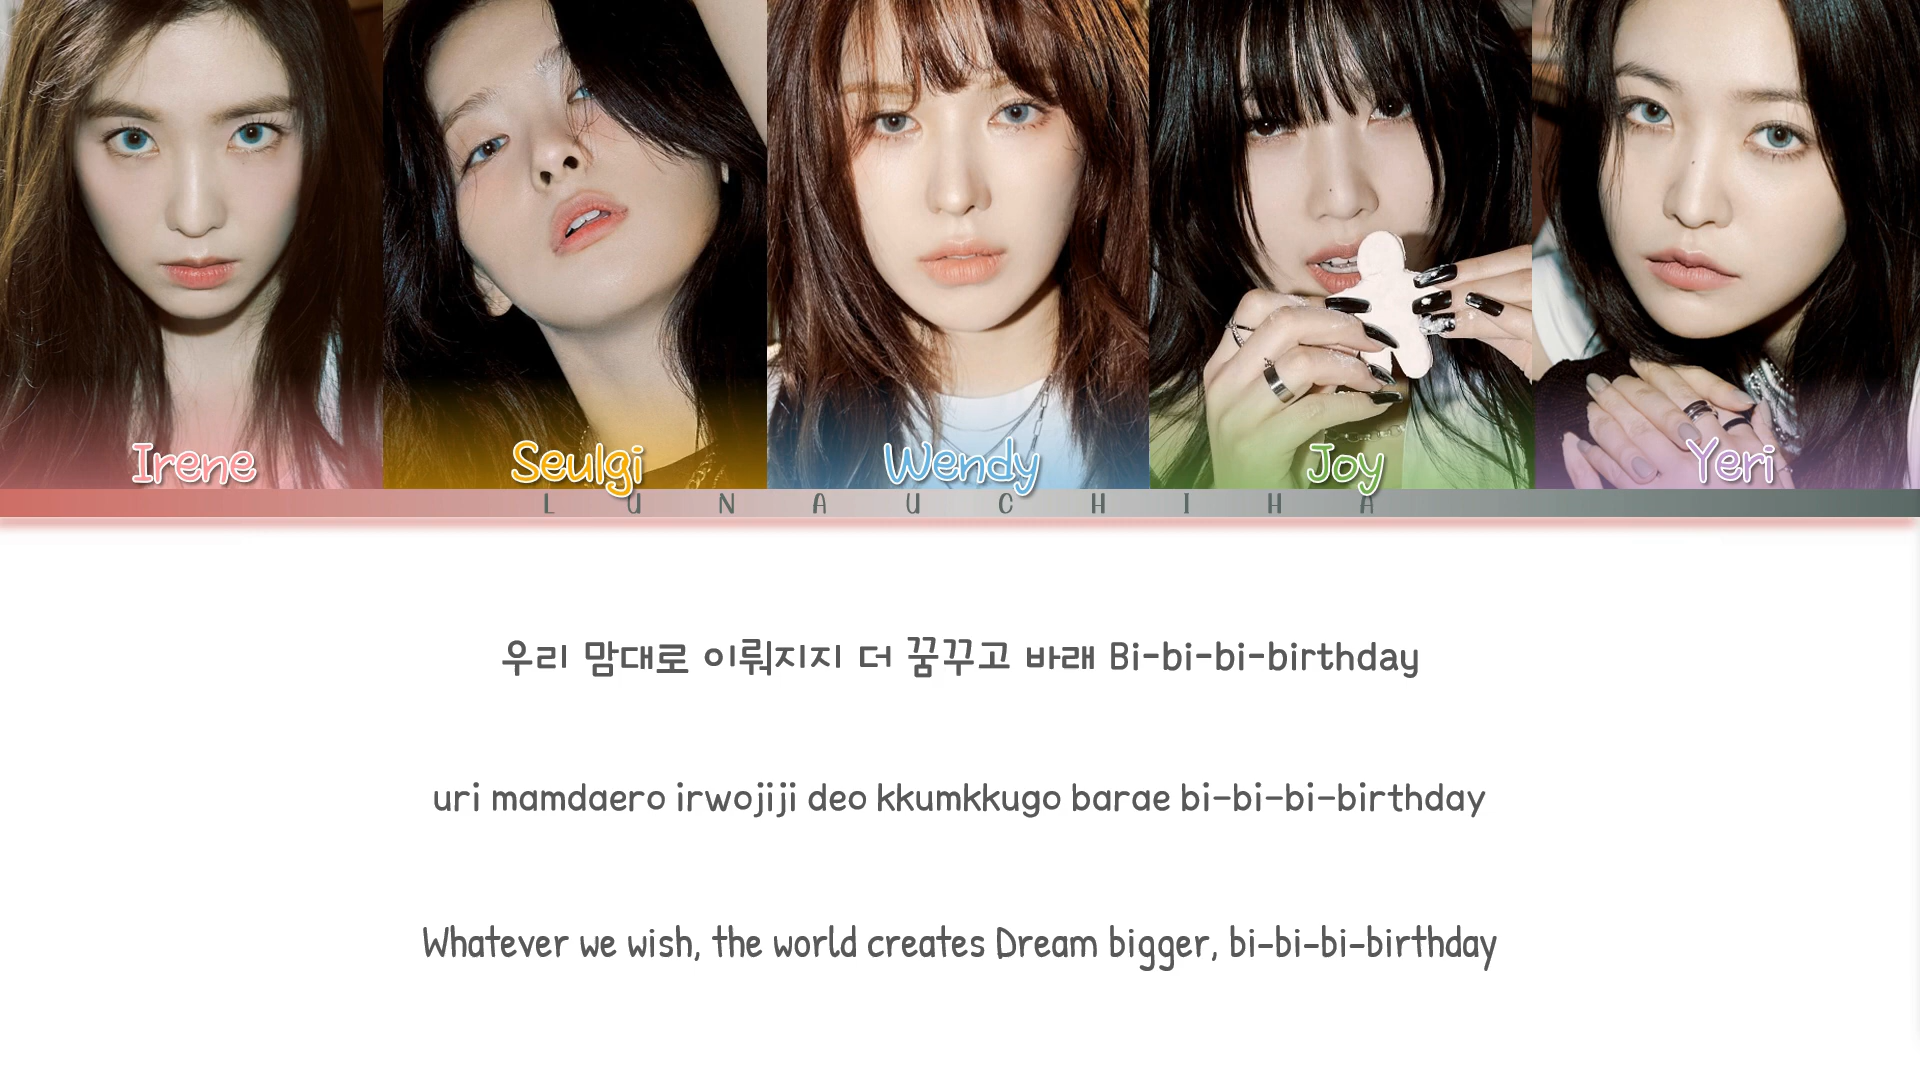 Irene
Seulgi
Wendy
Joy
Yeri
LUNAUCHIHA
우리 맘대로 이뤄지지 더 꿈꾸고 바래 Bi-bi-bi-birthday
uri mamdaero irwojiji deo kkumkkugo barae bi-bi-bi-birthday
Whatever we wish, the world creates Dream bigger, bi-bi-bi-birthday